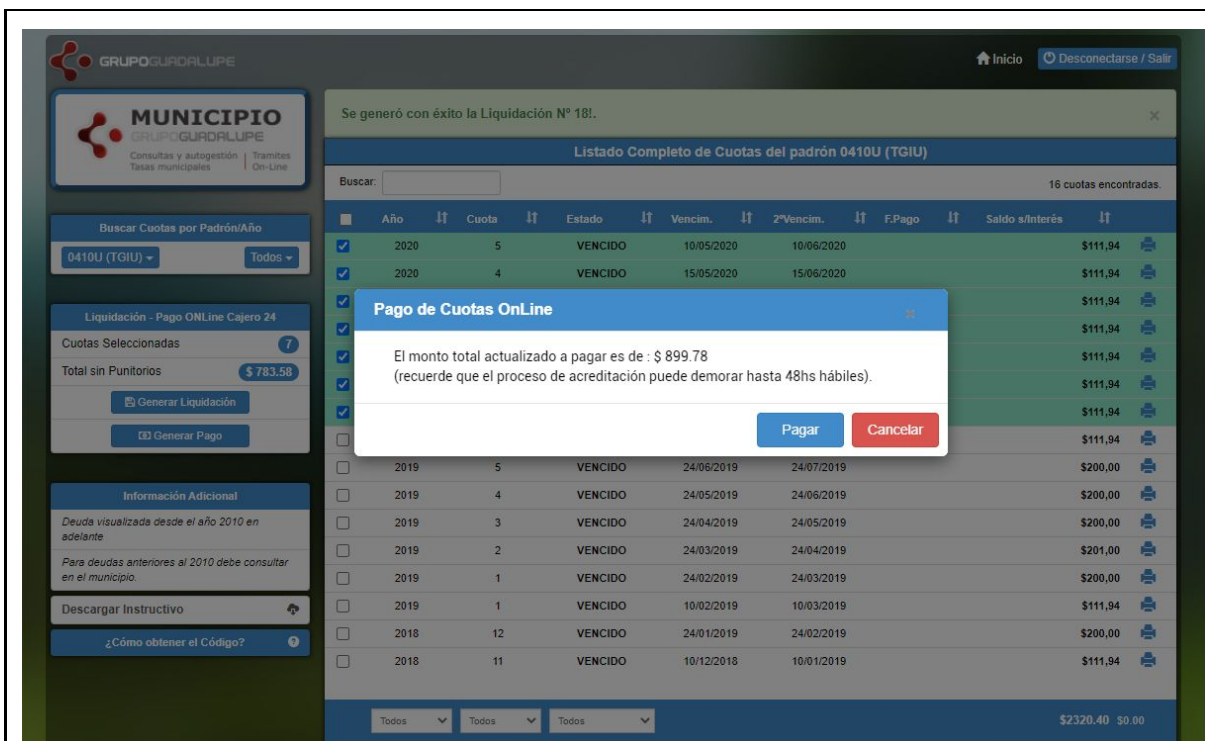 GRUPOGUADALUPE
Inicio
Desconectarse / Salir
MUNICIPIO
GRUPOGUADALUPE
Consultas y autogestión | Tramites
Tasas municipales | On-Line
Se generó con éxito la Liquidación Nº 18!.
×
Listado Completo de Cuotas del padrón 0410U (TGIU)
Buscar:
16 cuotas encontradas.
Buscar Cuotas por Padrón/Año
0410U (TGIU)
Todos
Liquidación - Pago ONLine Cajero 24
Cuotas Seleccionadas 7
Total sin Punitorios $ 783.58
Generar Liquidación
Generar Pago
Información Adicional
Deuda visualizada desde el año 2010 en
adelante
Para deudas anteriores al 2010 debe consultar
en el municipio.
Descargar Instructivo
¿Cómo obtener el Código?
Año Cuota Estado Vencim. 2ºVencim. F.Pago Saldo s/Interés
2020 5 VENCIDO 10/05/2020 10/06/2020 $111,94
2020 4 VENCIDO 15/05/2020 15/06/2020 $111,94
$111,94
$111,94
$111,94
$111,94
$111,94
$111,94
Pago de Cuotas OnLine
×
El monto total actualizado a pagar es de : $ 899.78
(recuerde que el proceso de acreditación puede demorar hasta 48hs hábiles).
Pagar
Cancelar
2019 5 VENCIDO 24/06/2019 24/07/2019 $200,00
2019 4 VENCIDO 24/05/2019 24/06/2019 $200,00
2019 3 VENCIDO 24/04/2019 24/05/2019 $200,00
2019 2 VENCIDO 24/03/2019 24/04/2019 $201,00
2019 1 VENCIDO 24/02/2019 24/03/2019 $200,00
2019 1 VENCIDO 10/02/2019 10/03/2019 $111,94
2018 12 VENCIDO 24/01/2019 24/02/2019 $200,00
2018 11 VENCIDO 10/12/2018 10/01/2019 $111,94
Todos Todos Todos $2320.40 $0.00